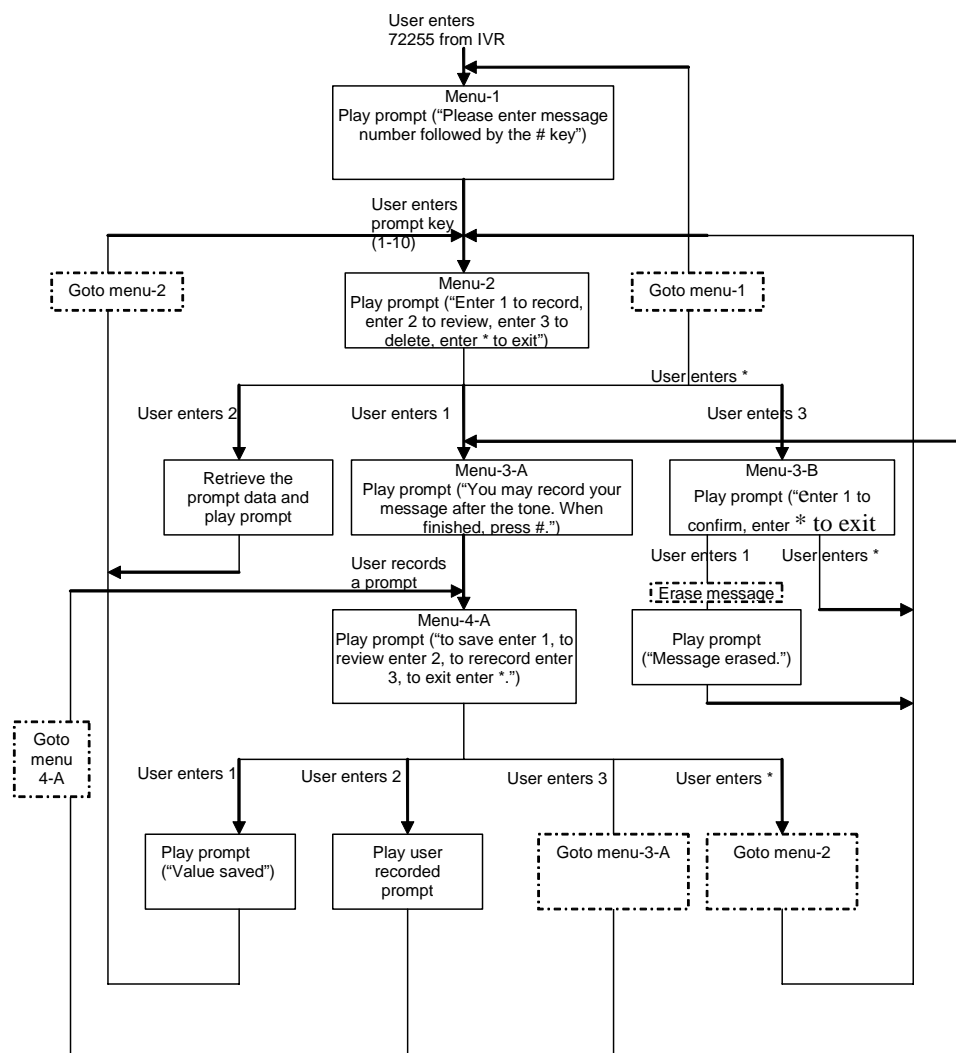 User enters
72255 from IVR
Menu-1
Play prompt (“Please enter message
number followed by the # key”)
User enters
prompt key
(1-10)
Goto menu-2
Menu-2
Play prompt (“Enter 1 to record,
enter 2 to review, enter 3 to
delete, enter * to exit”)
Goto menu-1
User enters *
User enters 2
User enters 1
User enters 3
Retrieve the
prompt data and
play prompt
Menu-3-A
Play prompt (“You may record your
message after the tone. When
finished, press #.”)
Menu-3-B
Play prompt (“enter 1 to
confirm, enter * to exit
User records
a prompt
User enters 1
User enters *
Erase message
Menu-4-A
Play prompt (“to save enter 1, to
review enter 2, to rerecord enter
3, to exit enter *.”)
Play prompt
(“Message erased.”)
Goto
menu
4-A
User enters 1
User enters 2
User enters 3
User enters *
Play prompt
(“Value saved”)
Play user
recorded
prompt
Goto menu-3-A
Goto menu-2